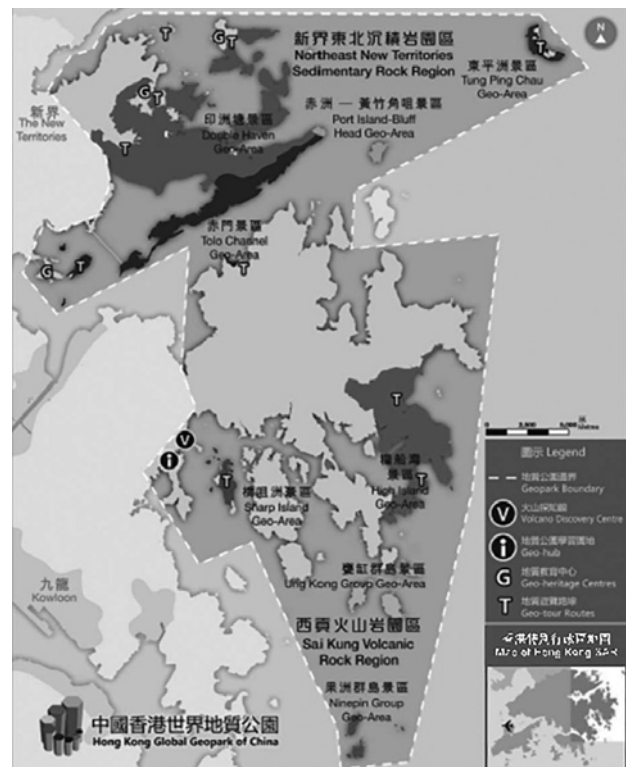 N
新界東北沉積岩園區
Northeast New Territories
Sedimentary Rock Region
東平洲景區
Tung Ping Chau
Geo-Area
T
G
T
T
新界
The New
Territories
G
T
T
印洲塘景區
Double Haven
Geo-Area
赤洲 — 黃竹角咀景區
Port Island-Bluff
Head Geo-Area
赤門景區
Tolo Channel
Geo-Area
T
G
T
T
V
i
T
橋咀洲景區
Sharp Island
Geo-Area
糧船灣
景區
High Island
Geo-Area
T
甕缸群島景區
Ung Kong Group Geo-Area
九龍
Kowloon
西貢火山岩園區
Sai Kung Volcanic
Rock Region
果洲群島景區
Ninepin Group
Geo-Area
中國香港世界地質公園
Hong Kong Global Geopark of China
米
Metres
圖示 Legend
地質公園邊界
Geopark Boundary
V
火山探知館
Volcano Discovery Centre
i
地質公園學習園地
Geo-hub
G
地質教育中心
Geo-heritage Centres
T
地質遊覽路線
Geo-tour Routes
Map of Hong Kong SAR